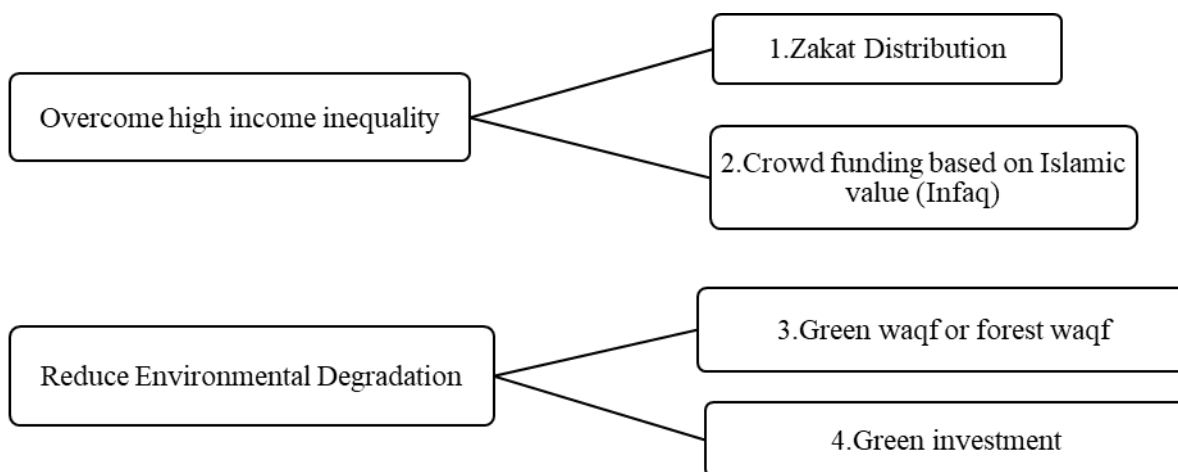 Overcome high income inequality
1.Zakat Distribution
2.Crowd funding based on Islamic
value (Infaq)
Reduce Environmental Degradation
3.Green waqf or forest waqf
4.Green investment